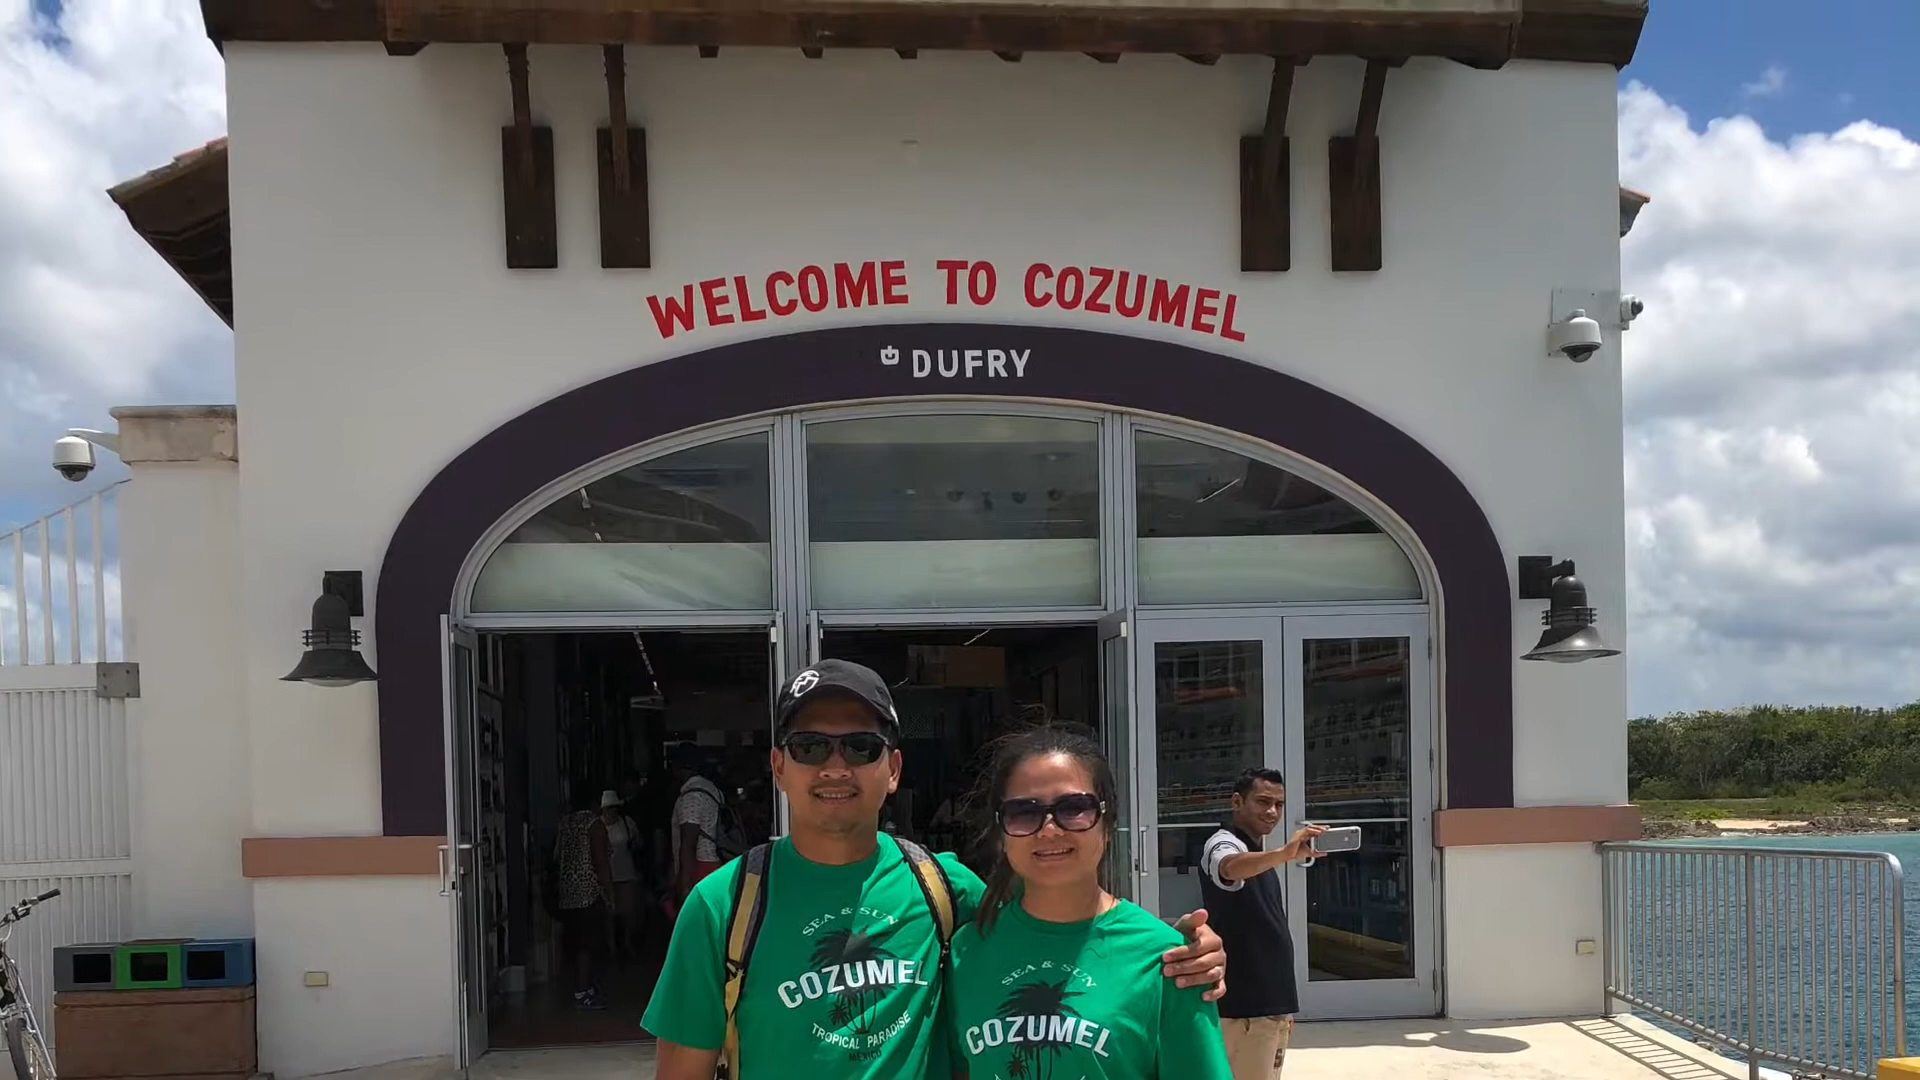 WELCOME TO COZUMEL
DUFRY
SEA & SUN
COZUMEL
TROPICAL PARADISE
MEXICO
SEA & SUN
COZUMEL